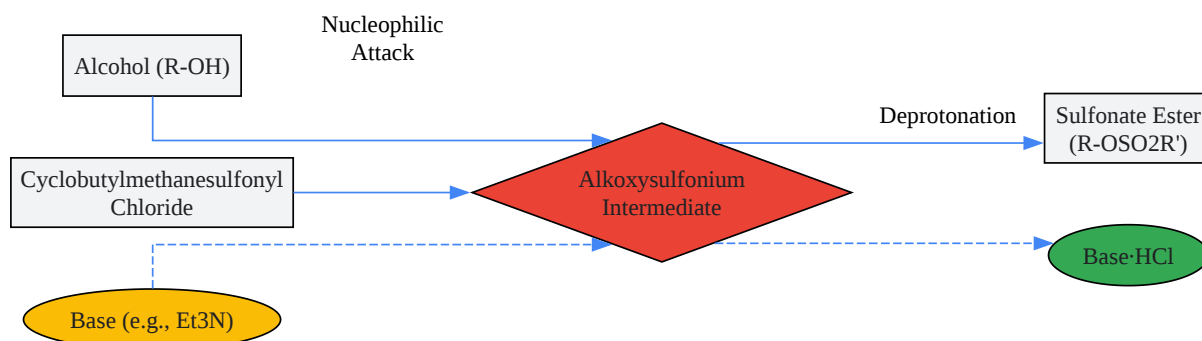 Nucleophilic
Attack
Alcohol (R-OH)
Deprotonation
Sulfonate Ester
(R-OSO2R')
Cyclobutylmethanesulfonyl
Chloride
Alkoxysulfonium
Intermediate
Base·HCl
Base (e.g., Et3N)